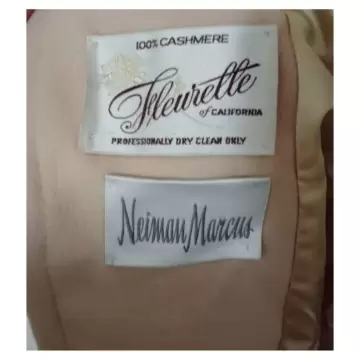 100% CASHMERE
Fleurette
of CALIFORNIA
PROFESSIONALLY DRY CLEAN ONLY
Neiman Marcus